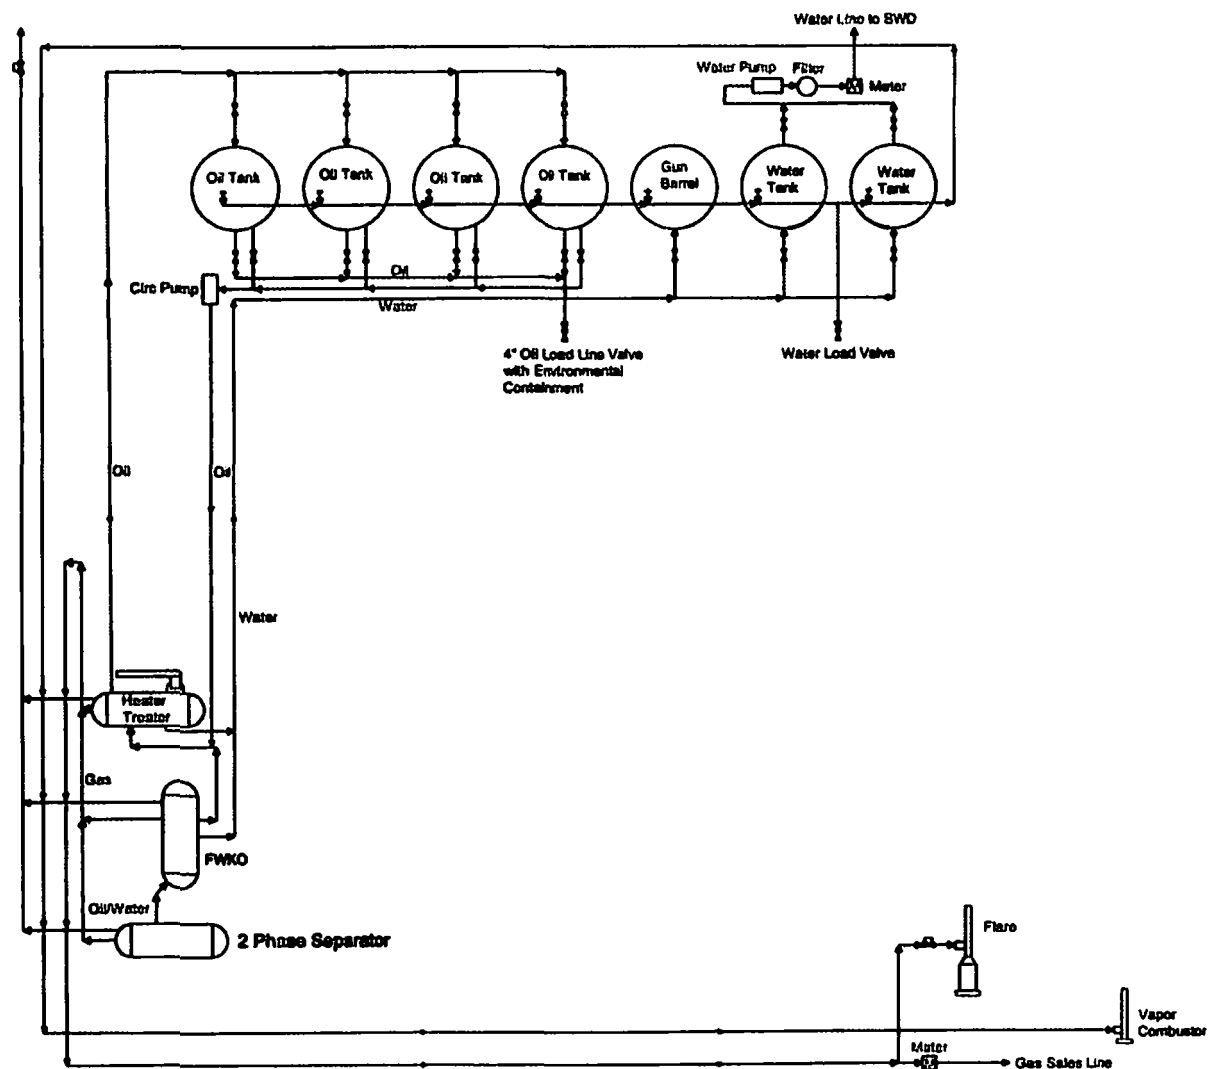 Water Line to SWD
Water Pump
Filter
Meter
Oil Tank
Oil Tank
Oil Tank
Oil Tank
Gun
Barrel
Water
Tank
Water
Tank
Oil
Circ Pump
Water
4" Oil Load Line Valve
with Environmental
Containment
Water Load Valve
Oil
Oil
Water
Heater
Treater
Gas
FWKO
Oil/Water
2 Phase Separator
Flare
Vapor
Combustor
Meter
Gas Sales Line